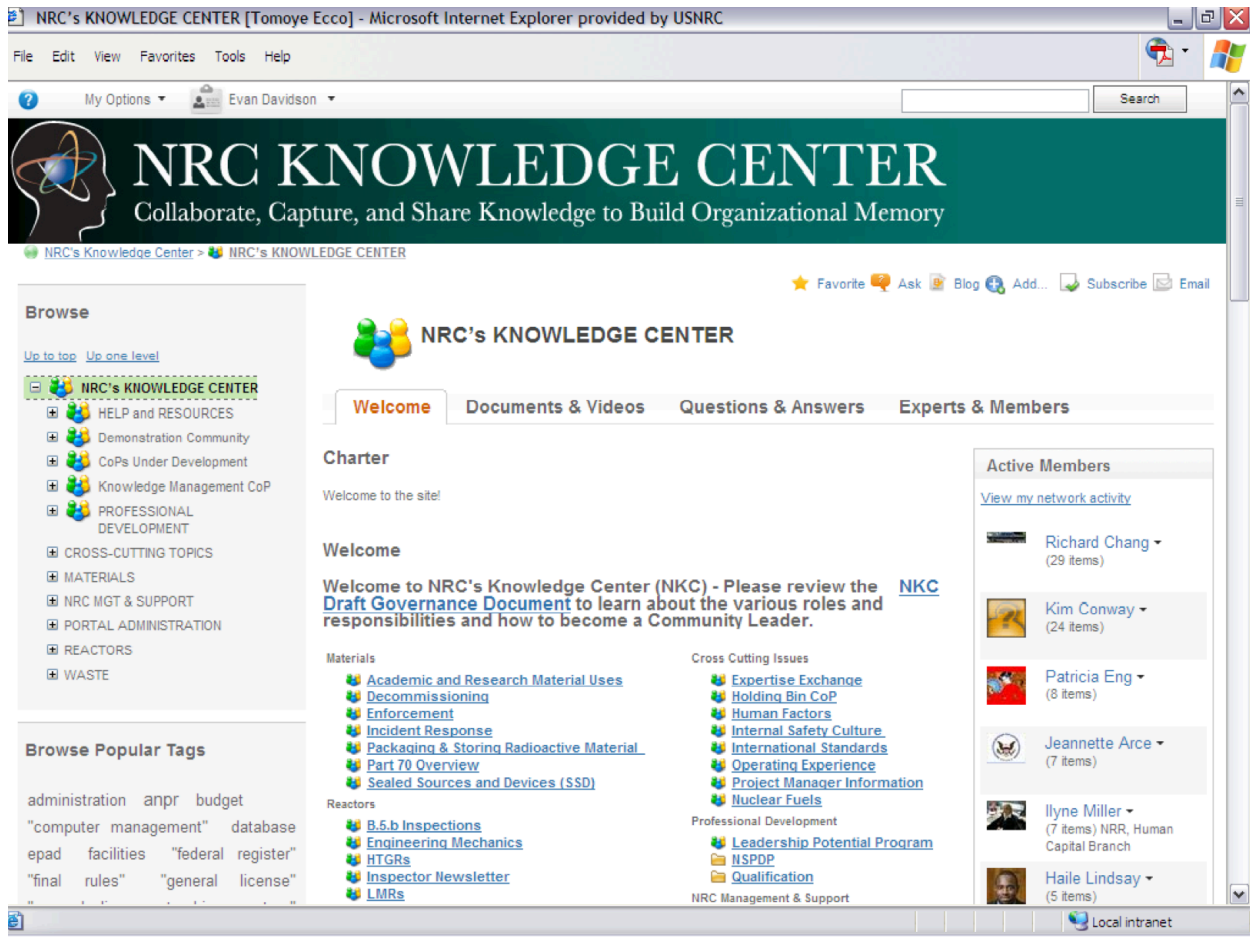 NRC's KNOWLEDGE CENTER [Tomoye Ecco] - Microsoft Internet Explorer provided by USNRC
File Edit View Favorites Tools Help
My Options Evan Davidson Search
NRC KNOWLEDGE CENTER
Collaborate, Capture, and Share Knowledge to Build Organizational Memory
NRC's Knowledge Center > NRC's KNOWLEDGE CENTER
Favorite Ask Blog Add... Subscribe Email
Browse
Up to top Up one level
NRC's KNOWLEDGE CENTER
HELP and RESOURCES
Demonstration Community
CoPs Under Development
Knowledge Management CoP
PROFESSIONAL
DEVELOPMENT
CROSS-CUTTING TOPICS
MATERIALS
NRC MGT & SUPPORT
PORTAL ADMINISTRATION
REACTORS
WASTE
Browse Popular Tags
administration anpr budget
"computer management" database
epad facilities "federal register"
"final rules" "general license"
NRC's KNOWLEDGE CENTER
Welcome Documents & Videos Questions & Answers Experts & Members
Charter
Welcome to the site!
Welcome
Welcome to NRC's Knowledge Center (NKC) - Please review the NKC
Draft Governance Document to learn about the various roles and
responsibilities and how to become a Community Leader.
Materials
Academic and Research Material Uses
Decommissioning
Enforcement
Incident Response
Packaging & Storing Radioactive Material
Part 70 Overview
Sealed Sources and Devices (SSD)
Reactors
B.5.b Inspections
Engineering Mechanics
HTGRs
Inspector Newsletter
LMRs
Cross Cutting Issues
Expertise Exchange
Holding Bin CoP
Human Factors
Internal Safety Culture
International Standards
Operating Experience
Project Manager Information
Nuclear Fuels
Professional Development
Leadership Potential Program
NSPDP
Qualification
NRC Management & Support
Active Members
View my network activity
Richard Chang
(29 items)
Kim Conway
(24 items)
Patricia Eng
(8 items)
Jeannette Arce
(7 items)
Ilyne Miller
(7 items) NRR, Human
Capital Branch
Haile Lindsay
(5 items)
Local intranet